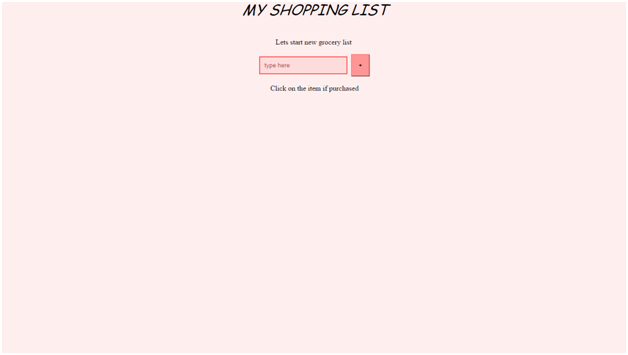 MY SHOPPING LIST
Lets start new grocery list
type here
+
Click on the item if purchased